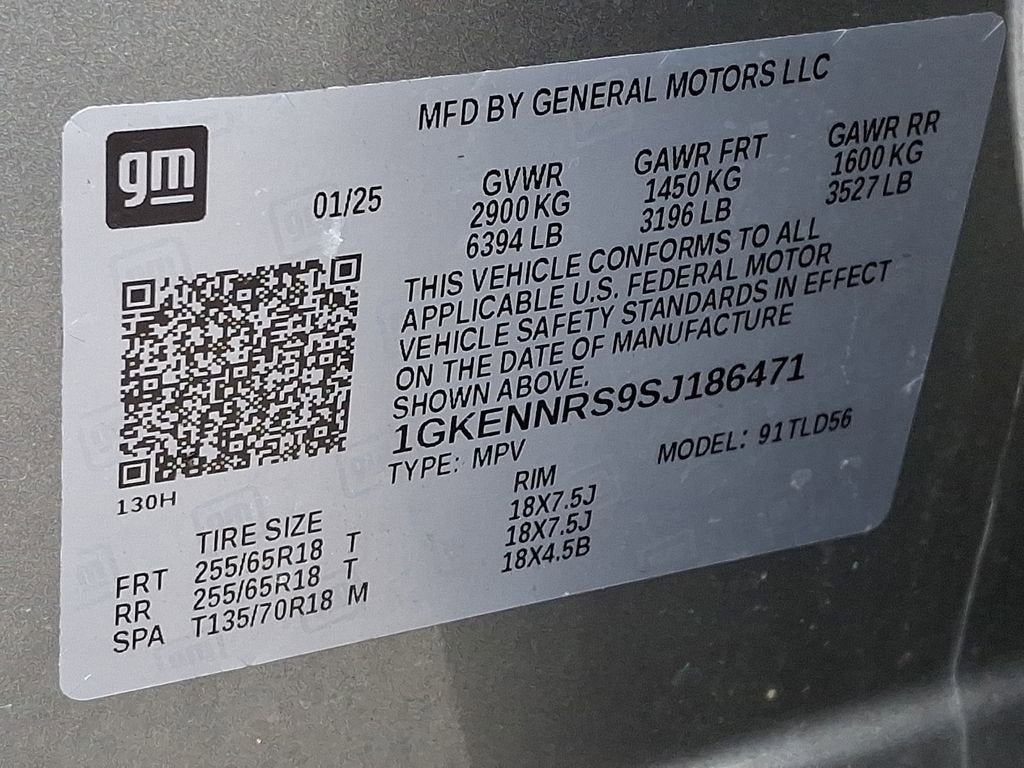 gm
MFD BY GENERAL MOTORS LLC
01/25
GVWR GAWR FRT GAWR RR
2900 KG 1450 KG 1600 KG
6394 LB 3196 LB 3527 LB
THIS VEHICLE CONFORMS TO ALL
APPLICABLE U.S. FEDERAL MOTOR
VEHICLE SAFETY STANDARDS IN EFFECT
ON THE DATE OF MANUFACTURE
SHOWN ABOVE.
1GKENNRS9SJ186471
TYPE: MPV MODEL: 91TLD56
130H
TIRE SIZE RIM
FRT 255/65R18 T 18X7.5J
RR 255/65R18 T 18X7.5J
SPA T135/70R18 M 18X4.5B